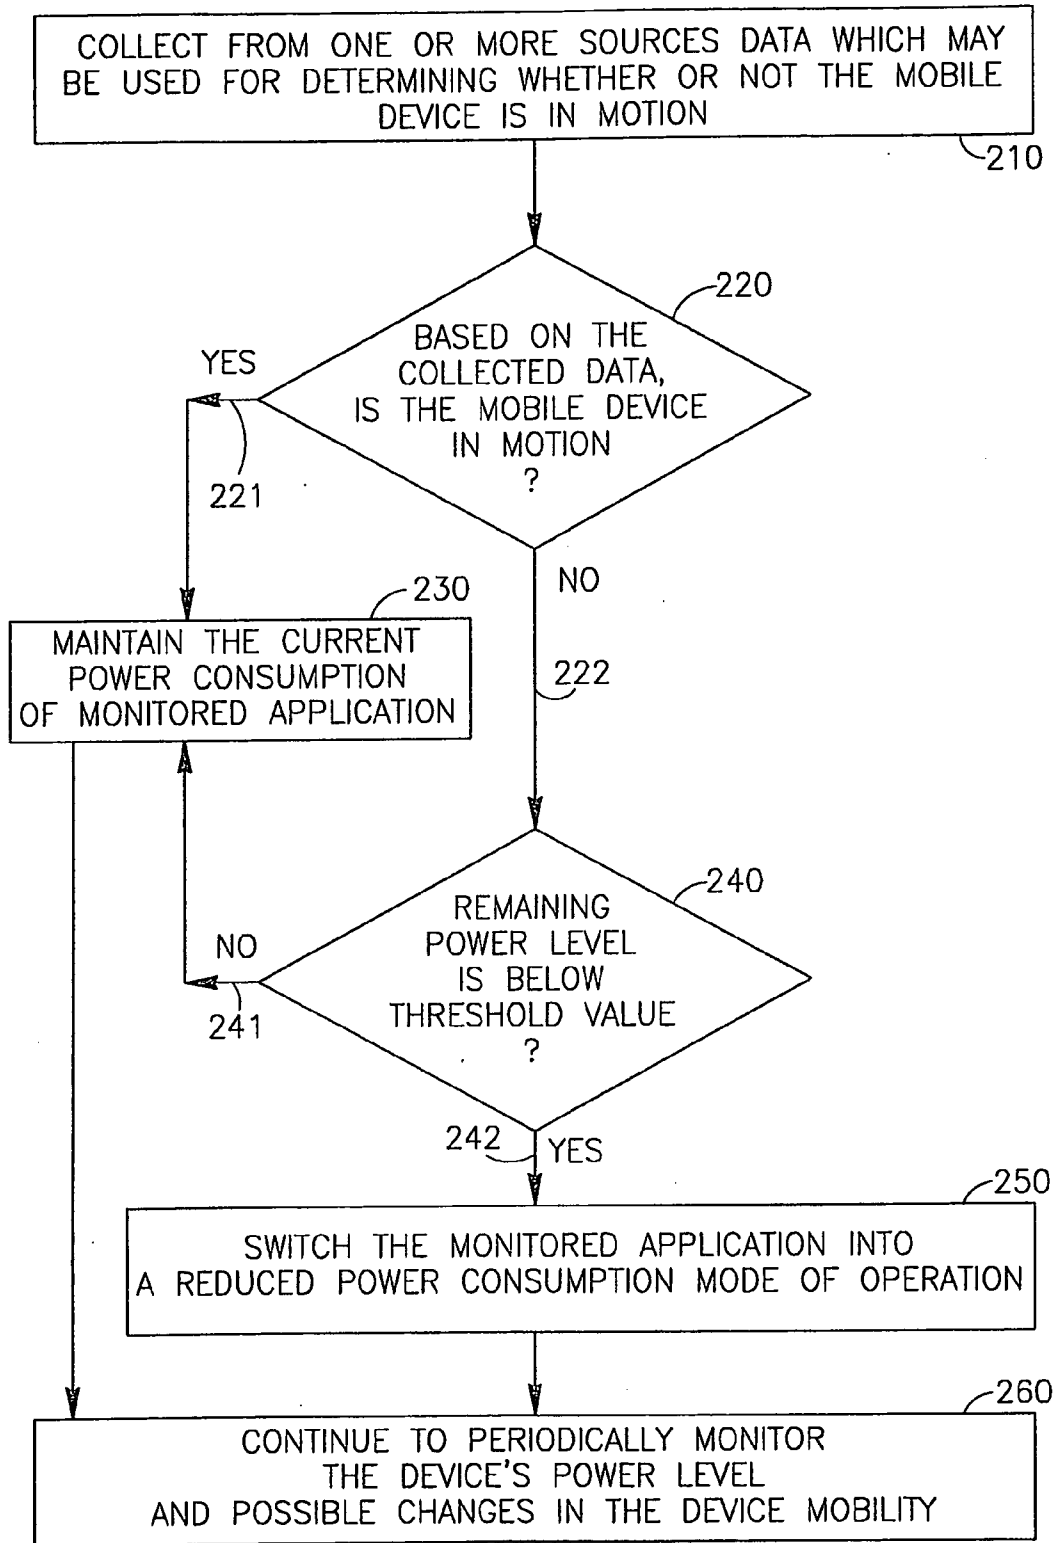 COLLECT FROM ONE OR MORE SOURCES DATA WHICH MAY
BE USED FOR DETERMINING WHETHER OR NOT THE MOBILE
DEVICE IS IN MOTION
210
220
BASED ON THE
COLLECTED DATA,
IS THE MOBILE DEVICE
IN MOTION
?
YES
221
NO
222
230
MAINTAIN THE CURRENT
POWER CONSUMPTION
OF MONITORED APPLICATION
240
REMAINING
POWER LEVEL
IS BELOW
THRESHOLD VALUE
?
NO
241
242
YES
250
SWITCH THE MONITORED APPLICATION INTO
A REDUCED POWER CONSUMPTION MODE OF OPERATION
260
CONTINUE TO PERIODICALLY MONITOR
THE DEVICE'S POWER LEVEL
AND POSSIBLE CHANGES IN THE DEVICE MOBILITY